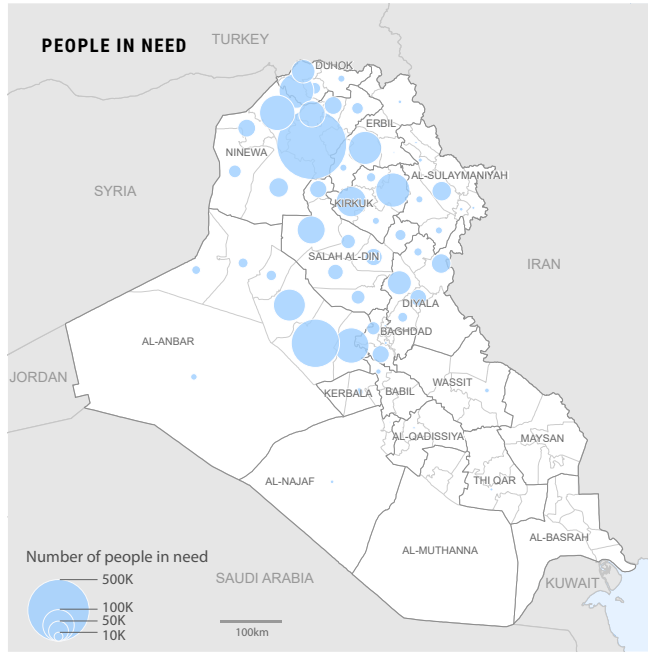 PEOPLE IN NEED
TURKEY
DUHOK
ERBIL
NINEWA
AL-SULAYMANIYAH
SYRIA
KIRKUK
SALAH AL-DIN
IRAN
DIYALA
BAGHDAD
AL-ANBAR
JORDAN
WASSIT
KERBALA
BABIL
AL-QADISSIYA
MAYSAN
AL-NAJAF
THI QAR
AL-BASRAH
AL-MUTHANNA
Number of people in need
500K
100K
50K
10K
SAUDI ARABIA
KUWAIT
100km